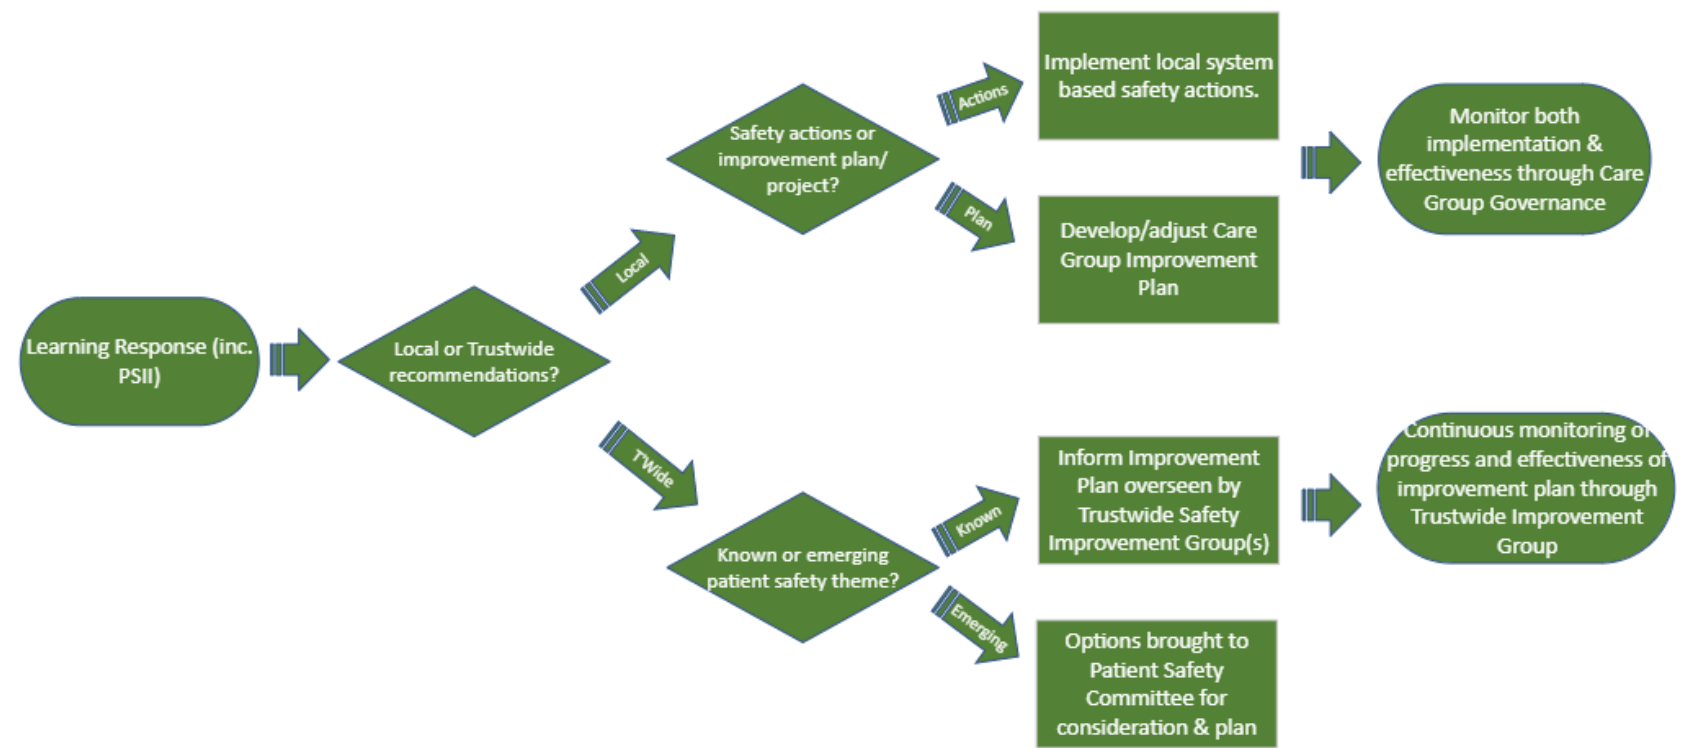 Learning Response (inc.
PSII)
Local or Trustwide
recommendations?
Local
T'Wide
Safety actions or
improvement plan/
project?
Actions
Plan
Implement local system
based safety actions.
Develop/adjust Care
Group Improvement
Plan
Monitor both
implementation &
effectiveness through Care
Group Governance
Known or emerging
patient safety theme?
Known
Emerging
Inform Improvement
Plan overseen by
Trustwide Safety
Improvement Group(s)
Options brought to
Patient Safety
Committee for
consideration & plan
Continuous monitoring of
progress and effectiveness of
improvement plan through
Trustwide Improvement
Group